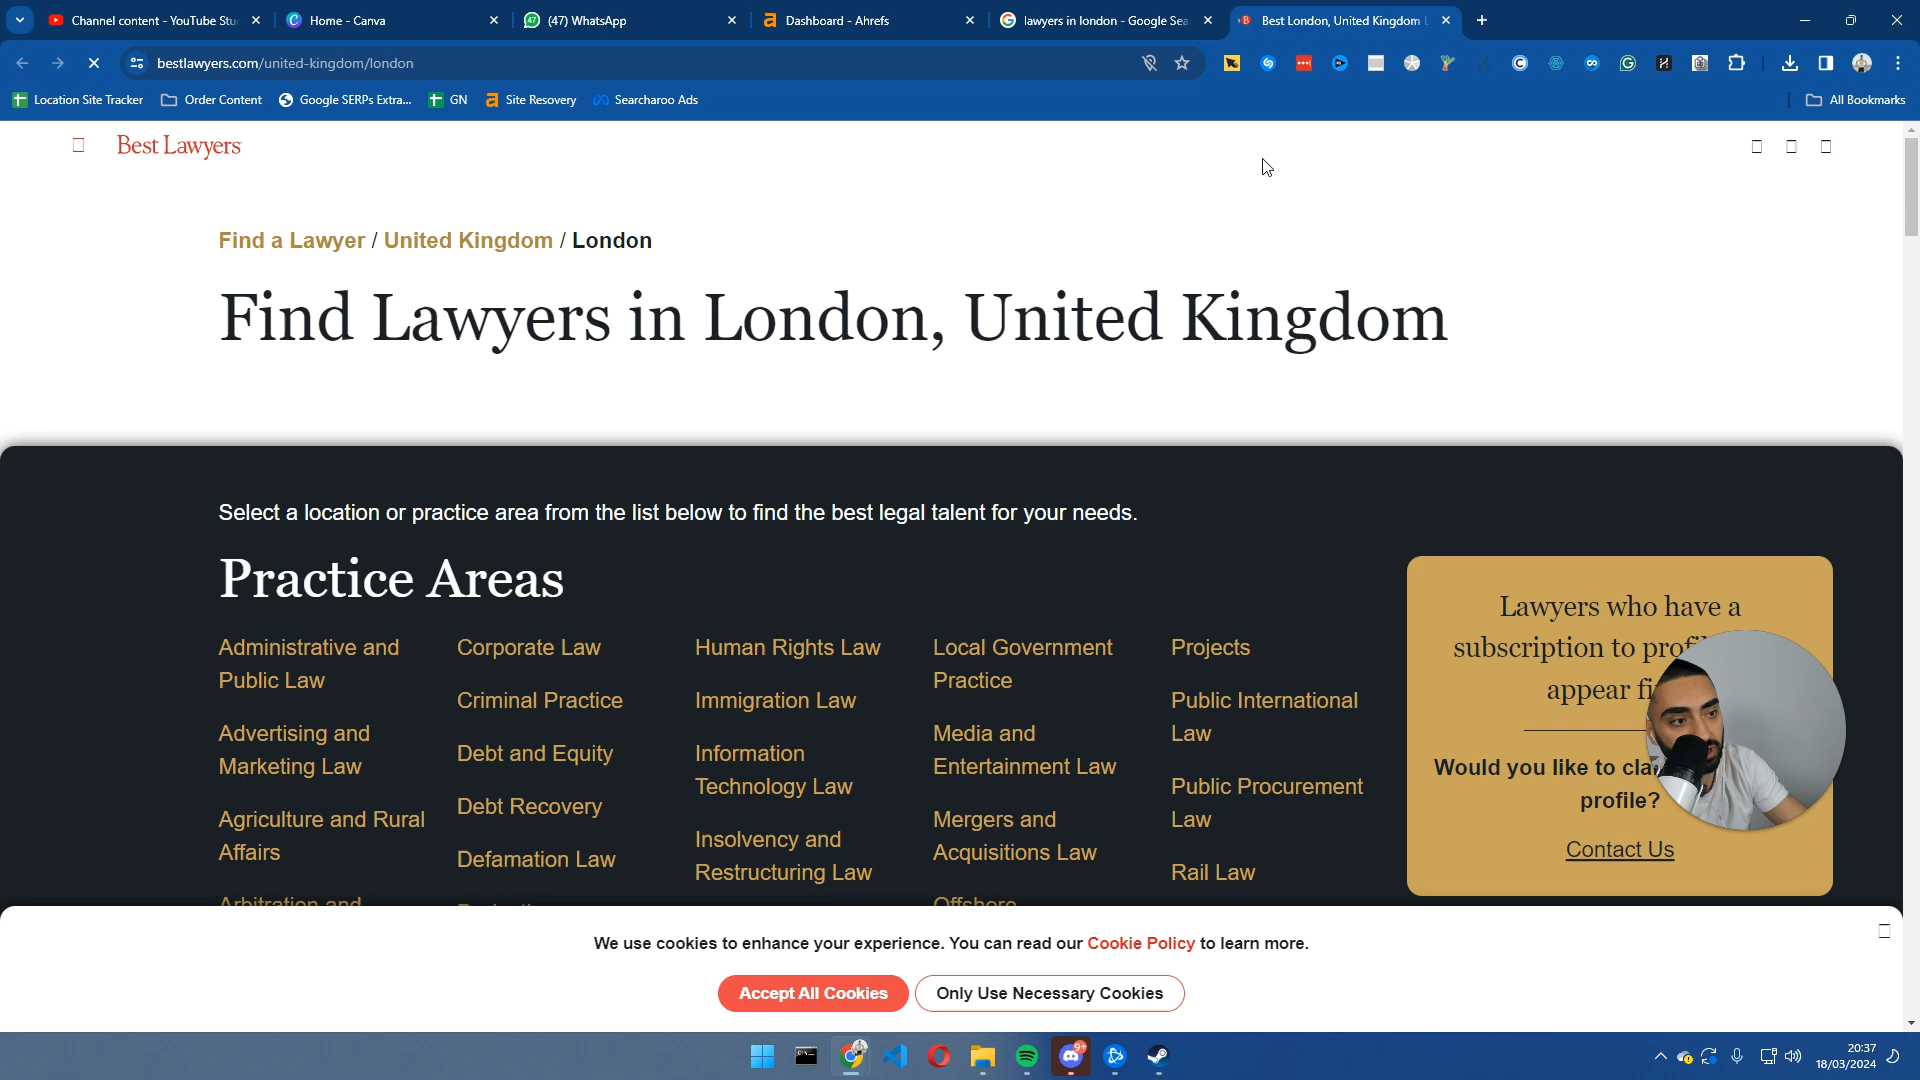 Channel content - YouTube Stu
Home - Canva
(47) WhatsApp
Dashboard - Ahrefs
lawyers in london - Google Sea
Best London, United Kingdom L
bestlawyers.com/united-kingdom/london
Location Site Tracker
Order Content
Google SERPs Extra...
GN
Site Recovery
Searcharoo Ads
All Bookmarks
Best Lawyers
Find a Lawyer / United Kingdom / London
Find Lawyers in London, United Kingdom
Select a location or practice area from the list below to find the best legal talent for your needs.
Practice Areas
Administrative and
Public Law
Advertising and
Marketing Law
Agriculture and Rural
Affairs
Arbitration and
Corporate Law
Criminal Practice
Debt and Equity
Debt Recovery
Defamation Law
Human Rights Law
Immigration Law
Information
Technology Law
Insolvency and
Restructuring Law
Local Government
Practice
Media and
Entertainment Law
Mergers and
Acquisitions Law
Offshore
Projects
Public International
Law
Public Procurement
Law
Rail Law
Lawyers who have a
subscription to prof
appear fi
Would you like to cla
profile?
Contact Us
We use cookies to enhance your experience. You can read our Cookie Policy to learn more.
Accept All Cookies
Only Use Necessary Cookies
9+
20:37
18/03/2024